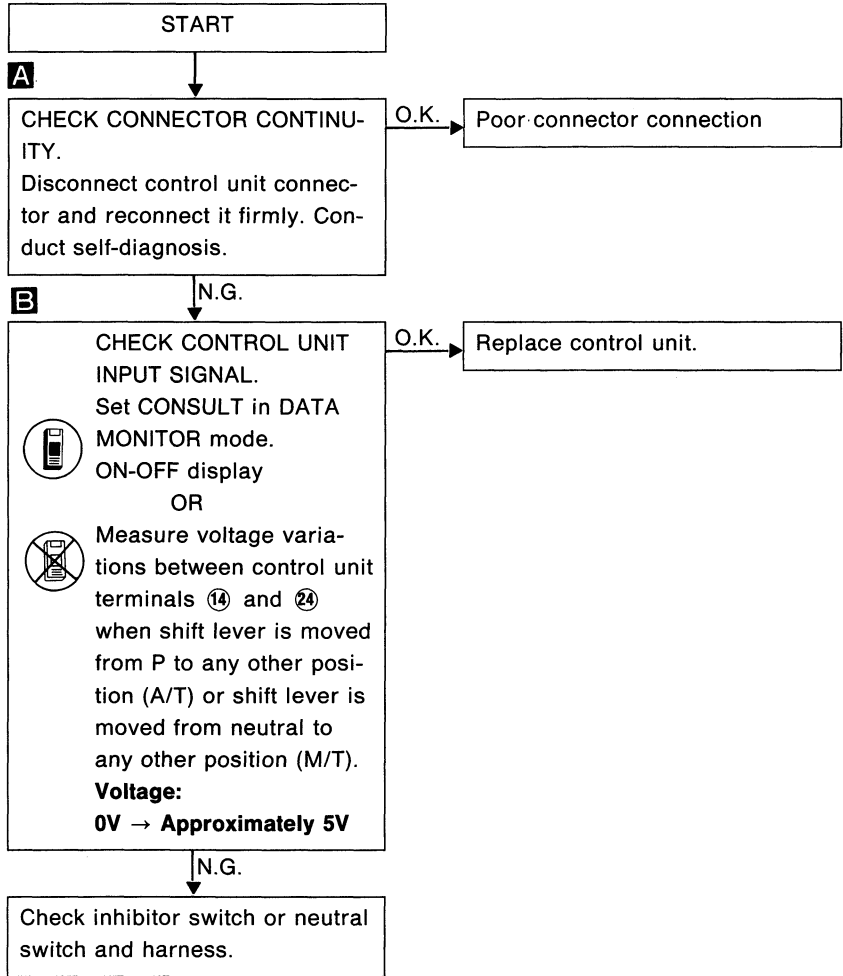 START
A
CHECK CONNECTOR CONTINU-
ITY.
Disconnect control unit connec-
tor and reconnect it firmly. Con-
duct self-diagnosis.
O.K.
Poor connector connection
N.G.
B
CHECK CONTROL UNIT
INPUT SIGNAL.
Set CONSULT in DATA
MONITOR mode.
ON-OFF display
OR
Measure voltage varia-
tions between control unit
terminals ⑭ and ㉔
when shift lever is moved
from P to any other posi-
tion (A/T) or shift lever is
moved from neutral to
any other position (M/T).
Voltage:
0V → Approximately 5V
O.K.
Replace control unit.
N.G.
Check inhibitor switch or neutral
switch and harness.